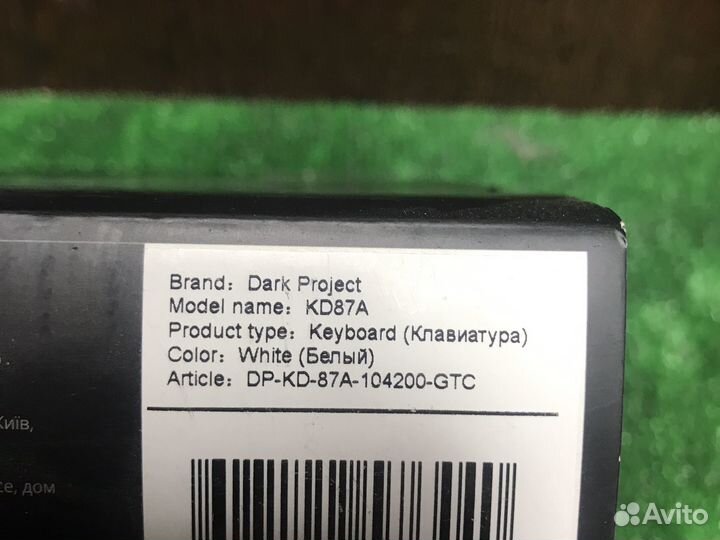 Brand: Dark Project
Model name: KD87A
Product type: Keyboard (Клавиатура)
Color: White (Белый)
Article: DP-KD-87A-104200-GTC
Київ,
се, дом
Avito